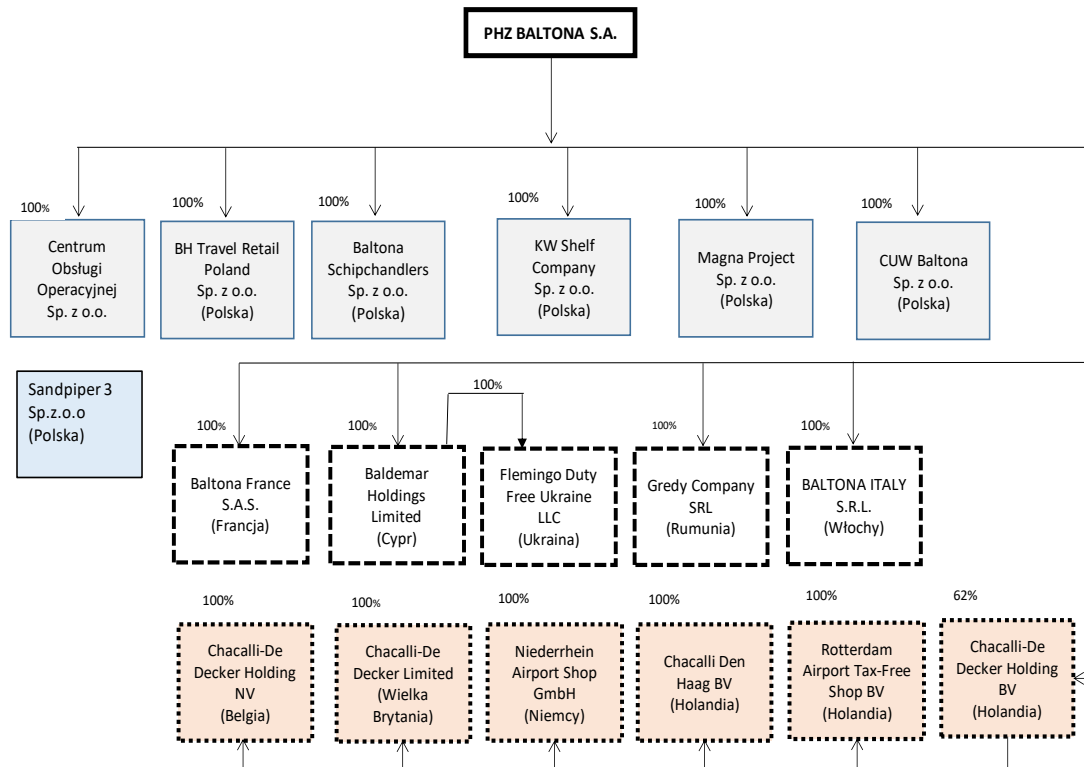 PHZ BALTONA S.A.
100%
100%
100%
100%
100%
100%
Centrum
Obsługi
Operacyjnej
Sp. z o.o.
BH Travel Retail
Poland
Sp. z o.o.
(Polska)
Baltona
Schipchandlers
Sp. z o.o.
(Polska)
KW Shelf
Company
Sp. z o.o.
(Polska)
Magna Project
Sp. z o.o.
(Polska)
CUW Baltona
Sp. z o.o.
(Polska)
Sandpiper 3
Sp.z.o.o
(Polska)
100%
100%
100%
100%
100%
Baltona France
S.A.S.
(Francja)
Baldemar
Holdings
Limited
(Cypr)
Flemingo Duty
Free Ukraine
LLC
(Ukraina)
Gredy Company
SRL
(Rumunia)
BALTONA ITALY
S.R.L.
(Włochy)
100%
100%
100%
100%
100%
62%
Chacalli-De
Decker Holding
NV
(Belgia)
Chacalli-De
Decker Limited
(Wielka
Brytania)
Niederrhein
Airport Shop
GmbH
(Niemcy)
Chacalli Den
Haag BV
(Holandia)
Rotterdam
Airport Tax-Free
Shop BV
(Holandia)
Chacalli-De
Decker Holding
BV
(Holandia)